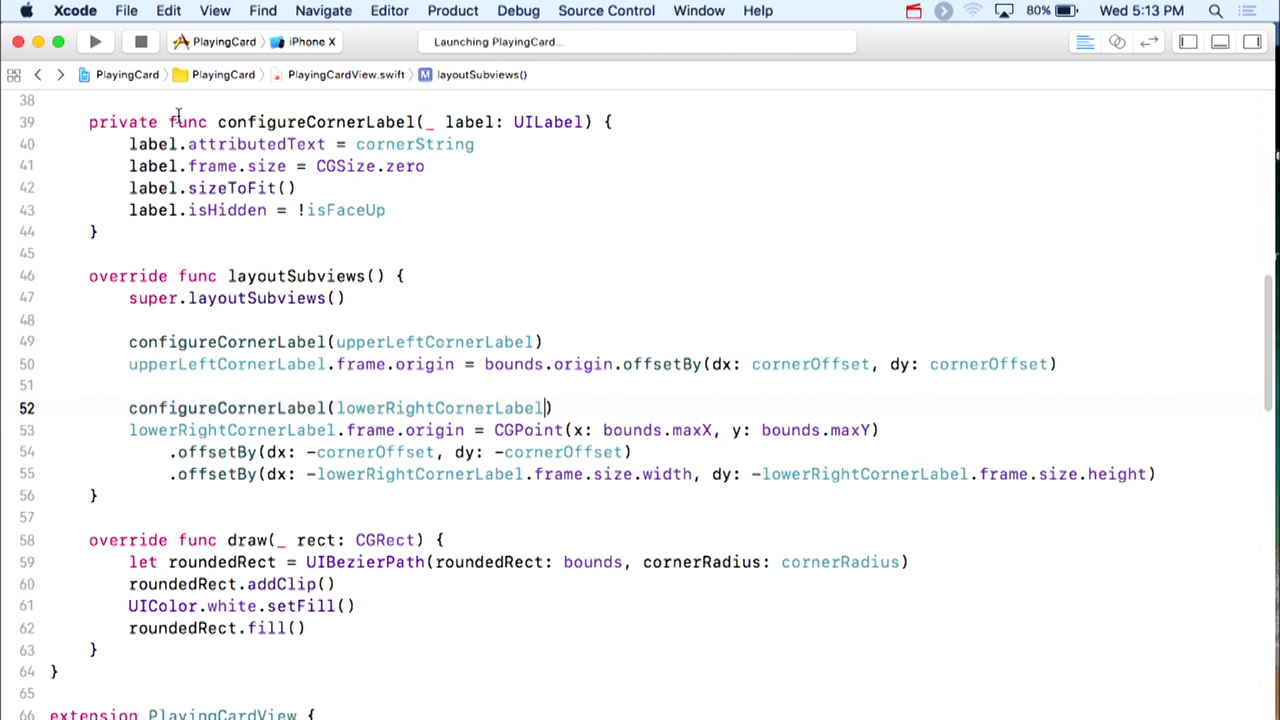 Xcode File Edit View Find Navigate Editor Product Debug Source Control Window Help 80% Wed 5:13 PM
PlayingCard iPhone X Launching PlayingCard...
PlayingCard PlayingCard PlayingCardView.swift M layoutSubviews()
38
39 private func configureCornerLabel(_ label: UILabel) {
40 label.attributedText = cornerString
41 label.frame.size = CGSize.zero
42 label.sizeToFit()
43 label.isHidden = !isFaceUp
44 }
45
46 override func layoutSubviews() {
47 super.layoutSubviews()
48
49 configureCornerLabel(upperLeftCornerLabel)
50 upperLeftCornerLabel.frame.origin = bounds.origin.offsetBy(dx: cornerOffset, dy: cornerOffset)
51
52 configureCornerLabel(lowerRightCornerLabel)
53 lowerRightCornerLabel.frame.origin = CGPoint(x: bounds.maxX, y: bounds.maxY)
54 .offsetBy(dx: -cornerOffset, dy: -cornerOffset)
55 .offsetBy(dx: -lowerRightCornerLabel.frame.size.width, dy: -lowerRightCornerLabel.frame.size.height)
56 }
57
58 override func draw(_ rect: CGRect) {
59 let roundedRect = UIBezierPath(roundedRect: bounds, cornerRadius: cornerRadius)
60 roundedRect.addClip()
61 UIColor.white.setFill()
62 roundedRect.fill()
63 }
64 }
65
66 extension PlayingCardView {